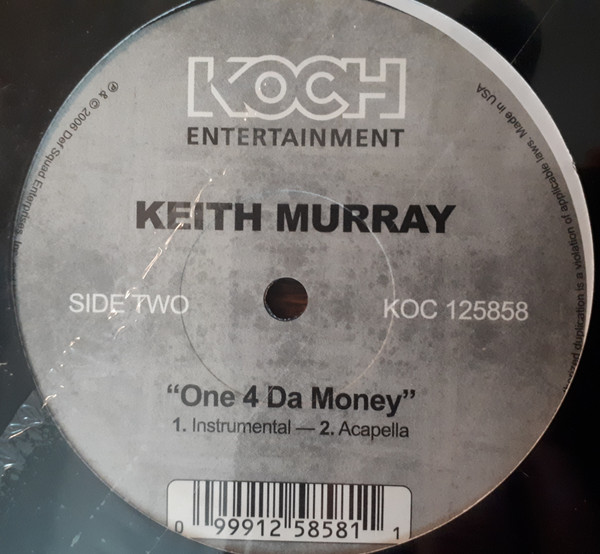 KOCH
ENTERTAINMENT
KEITH MURRAY
SIDE TWO
KOC 125858
“One 4 Da Money”
1. Instrumental — 2. Acapella
0 99912 58581 1
℗ & © 2006 Def Squad Enterprises,
duplication is a violation of applicable laws. Made in USA